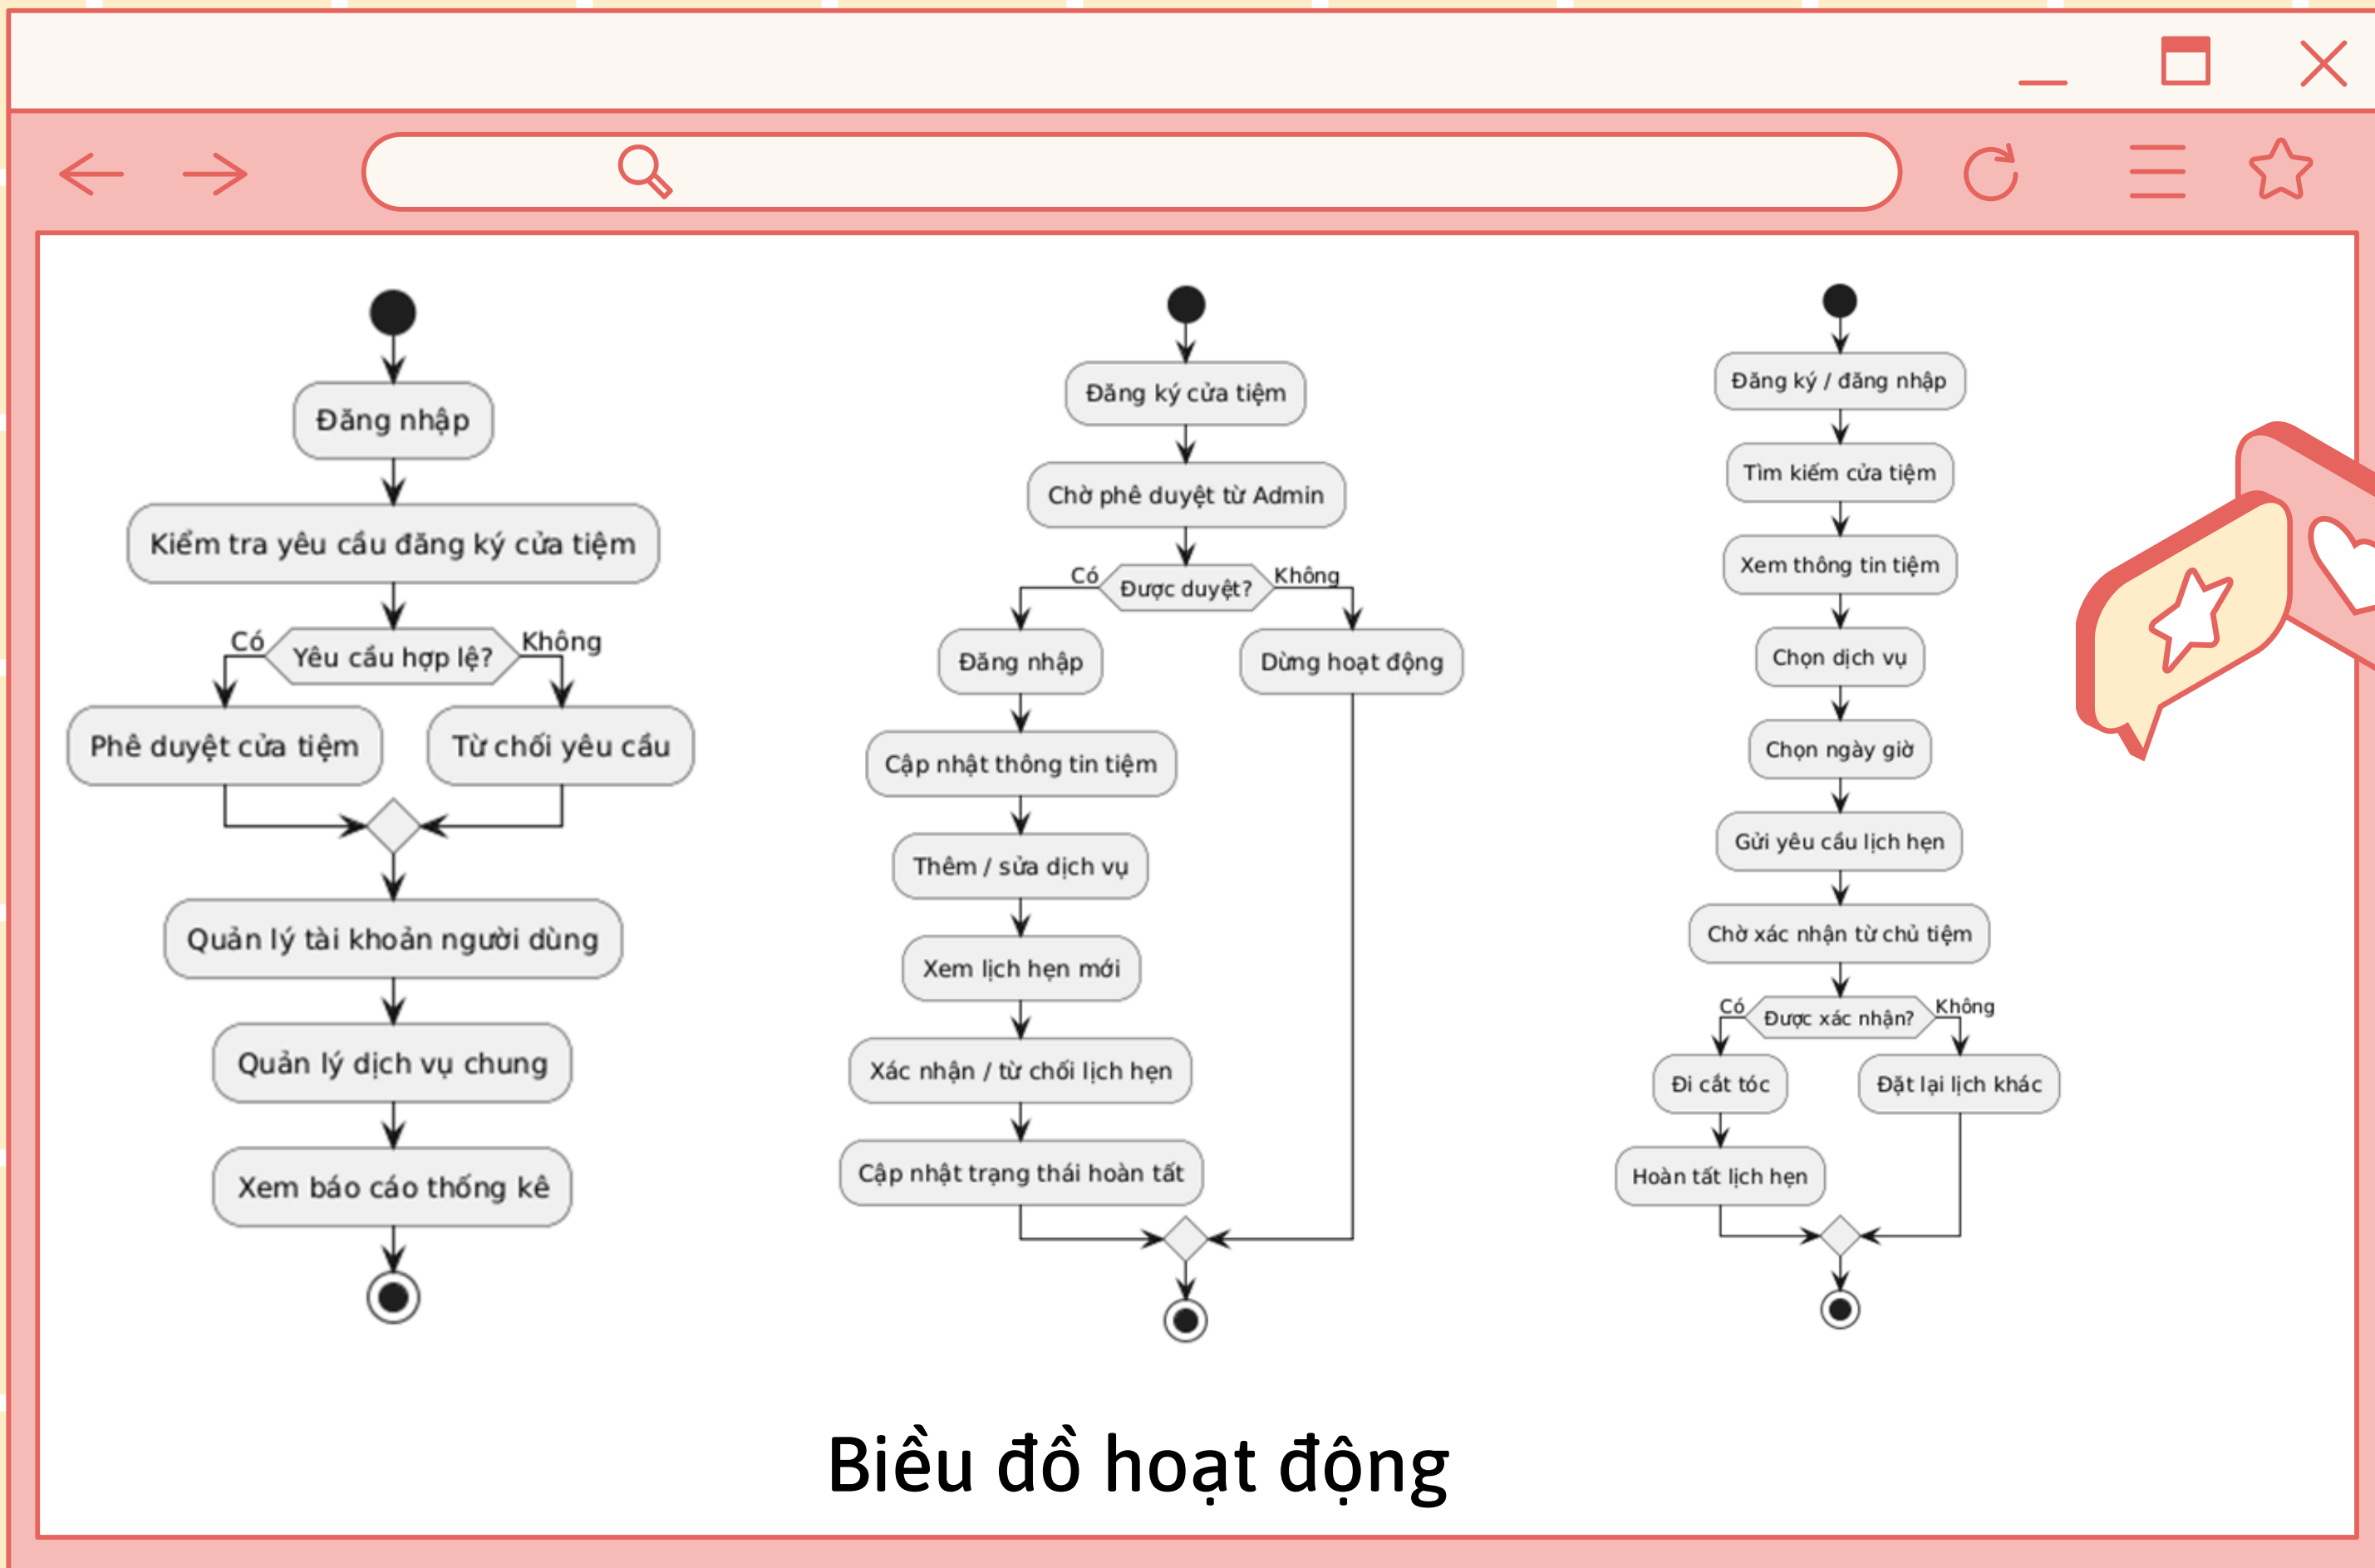 Đăng nhập
Kiểm tra yêu cầu đăng ký cửa tiệm
Có
Yêu cầu hợp lệ?
Không
Phê duyệt cửa tiệm
Từ chối yêu cầu
Quản lý tài khoản người dùng
Quản lý dịch vụ chung
Xem báo cáo thống kê
Đăng ký cửa tiệm
Chờ phê duyệt từ Admin
Có
Được duyệt?
Không
Đăng nhập
Dừng hoạt động
Cập nhật thông tin tiệm
Thêm / sửa dịch vụ
Xem lịch hẹn mới
Xác nhận / từ chối lịch hẹn
Cập nhật trạng thái hoàn tất
Đăng ký / đăng nhập
Tìm kiếm cửa tiệm
Xem thông tin tiệm
Chọn dịch vụ
Chọn ngày giờ
Gửi yêu cầu lịch hẹn
Chờ xác nhận từ chủ tiệm
Có
Được xác nhận?
Không
Đi cắt tóc
Đặt lại lịch khác
Hoàn tất lịch hẹn
Biều đồ hoạt động